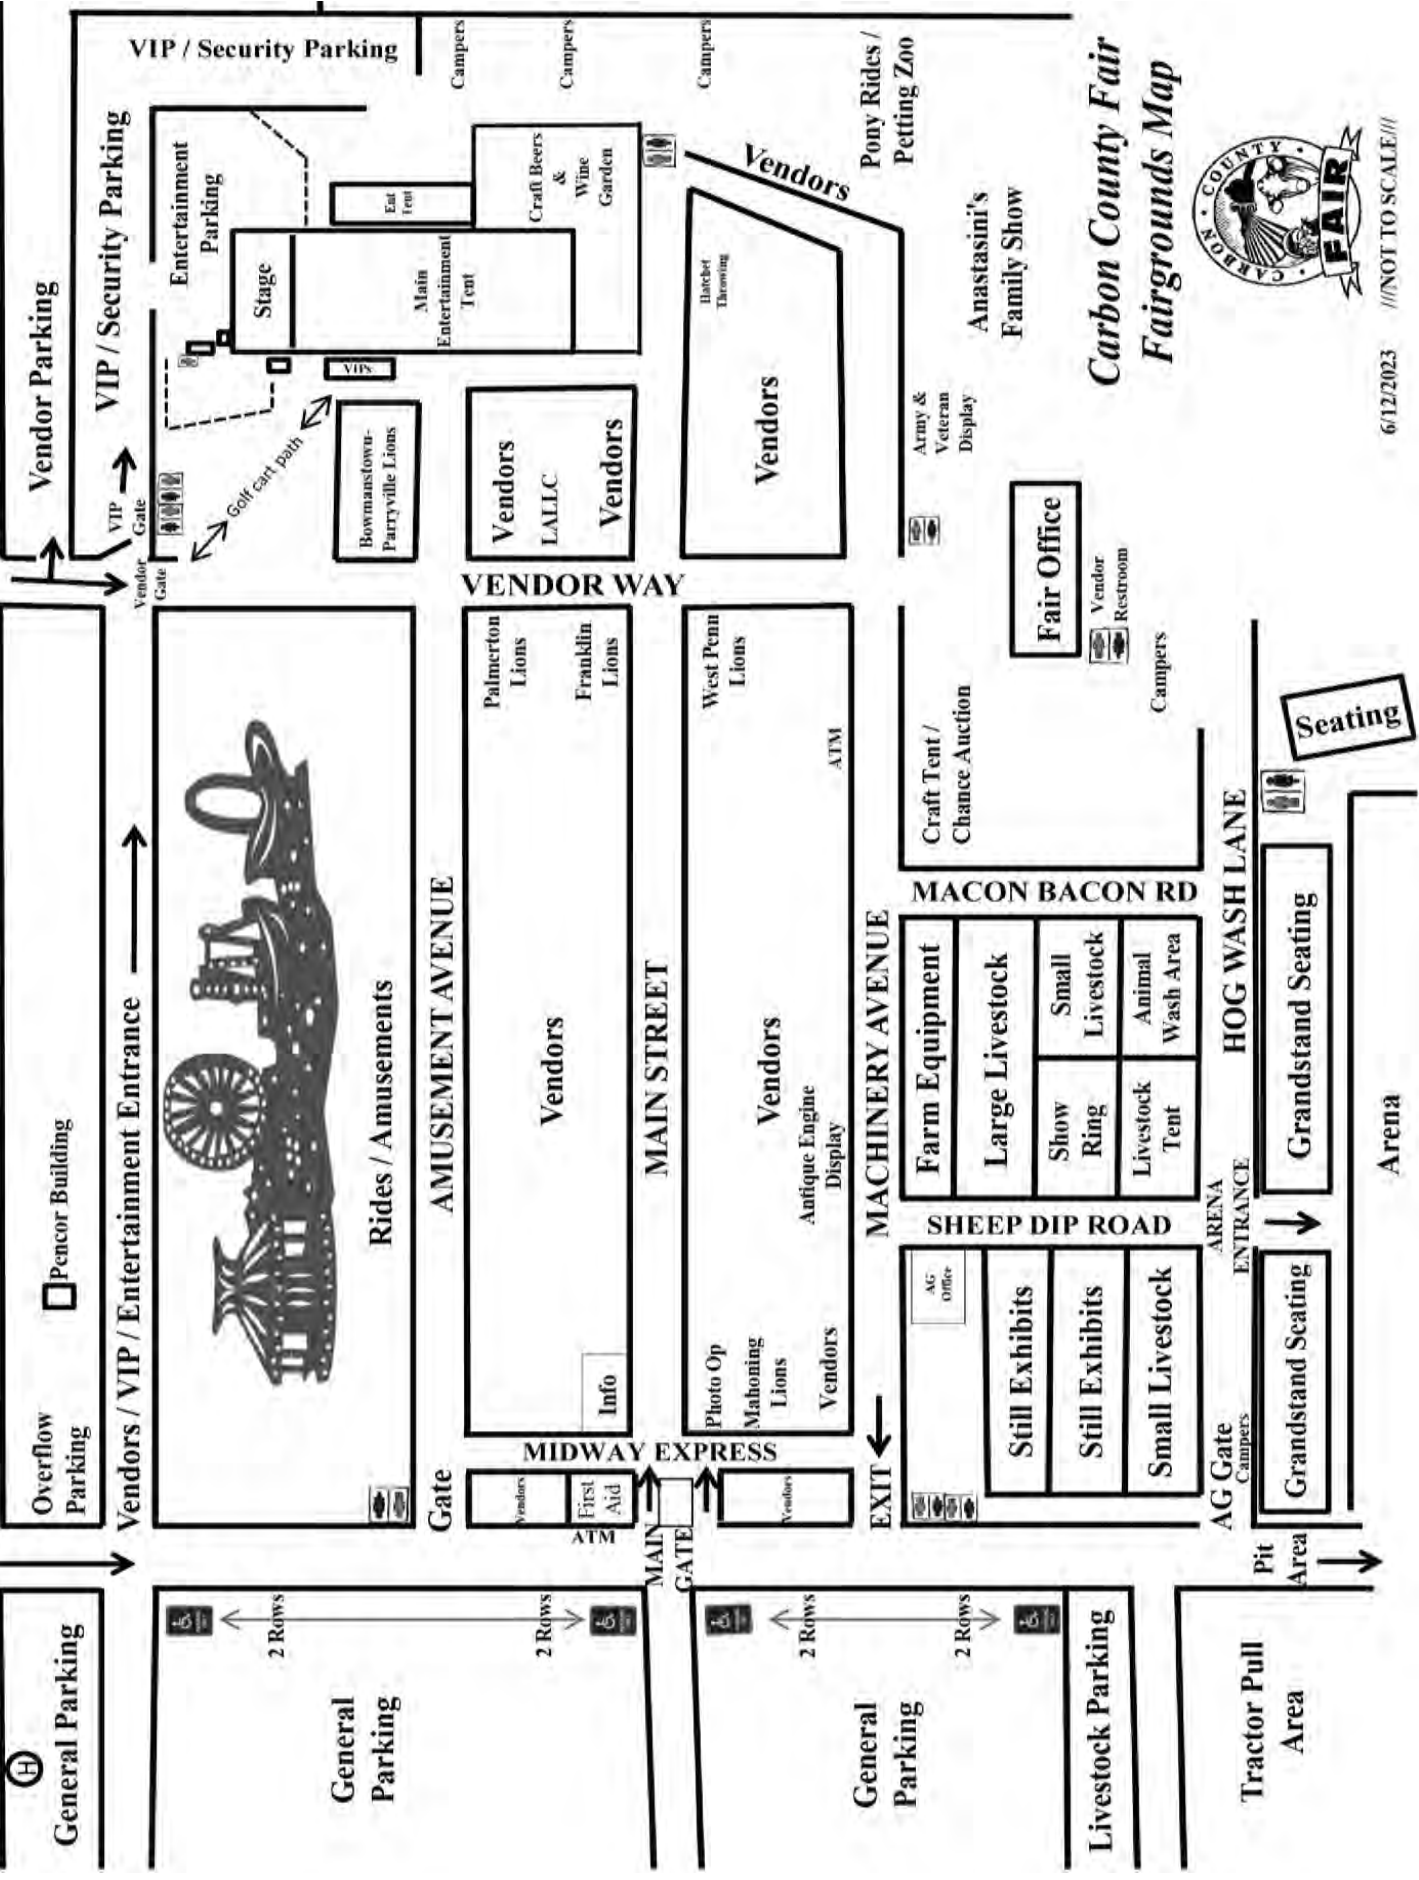 General Parking
H
Overflow
Parking
Pencor Building
Vendor Parking
Vendors / VIP / Entertainment Entrance
Vendor
Gate
VIP
Gate
VIP / Security Parking
VIP / Security Parking
Entertainment
Parking
Stage
Main
Entertainment
Tent
Ent
Tent
VIPs
Craft Beers
&
Wine
Garden
Golf cart path
Bowmanstown-
Parryville Lions
Campers
Campers
Campers
Rides / Amusements
General
Parking
2 Rows
2 Rows
Gate
AMUSEMENT AVENUE
Vendors
First
Aid
ATM
Info
Vendors
Palmerton
Lions
Franklin
Lions
VENDOR WAY
Vendors
LALLC
Vendors
MIDWAY EXPRESS
MAIN
GATE
MAIN STREET
Vendors
Photo Op
Mahoning
Lions
Vendors
Antique Engine
Display
Vendors
West Penn
Lions
ATM
Vendors
Hatchet
Throwing
Vendors
Pony Rides /
Petting Zoo
General
Parking
2 Rows
2 Rows
EXIT
MACHINERY AVENUE
AG
Office
Still Exhibits
Still Exhibits
Small Livestock
SHEEP DIP ROAD
Farm Equipment
Large Livestock
Show
Ring
Small
Livestock
Livestock
Tent
Animal
Wash Area
MACON BACON RD
Craft Tent /
Chance Auction
Army &
Veteran
Display
Anastasini's
Family Show
Fair Office
Vendor
Restroom
Campers
Livestock Parking
AG Gate
Campers
ARENA
ENTRANCE
HOG WASH LANE
Tractor Pull
Area
Pit
Area
Grandstand Seating
Grandstand Seating
Seating
Arena
Carbon County Fair
Fairgrounds Map
CARBON • COUNTY
FAIR
6/12/2023 ///NOT TO SCALE///